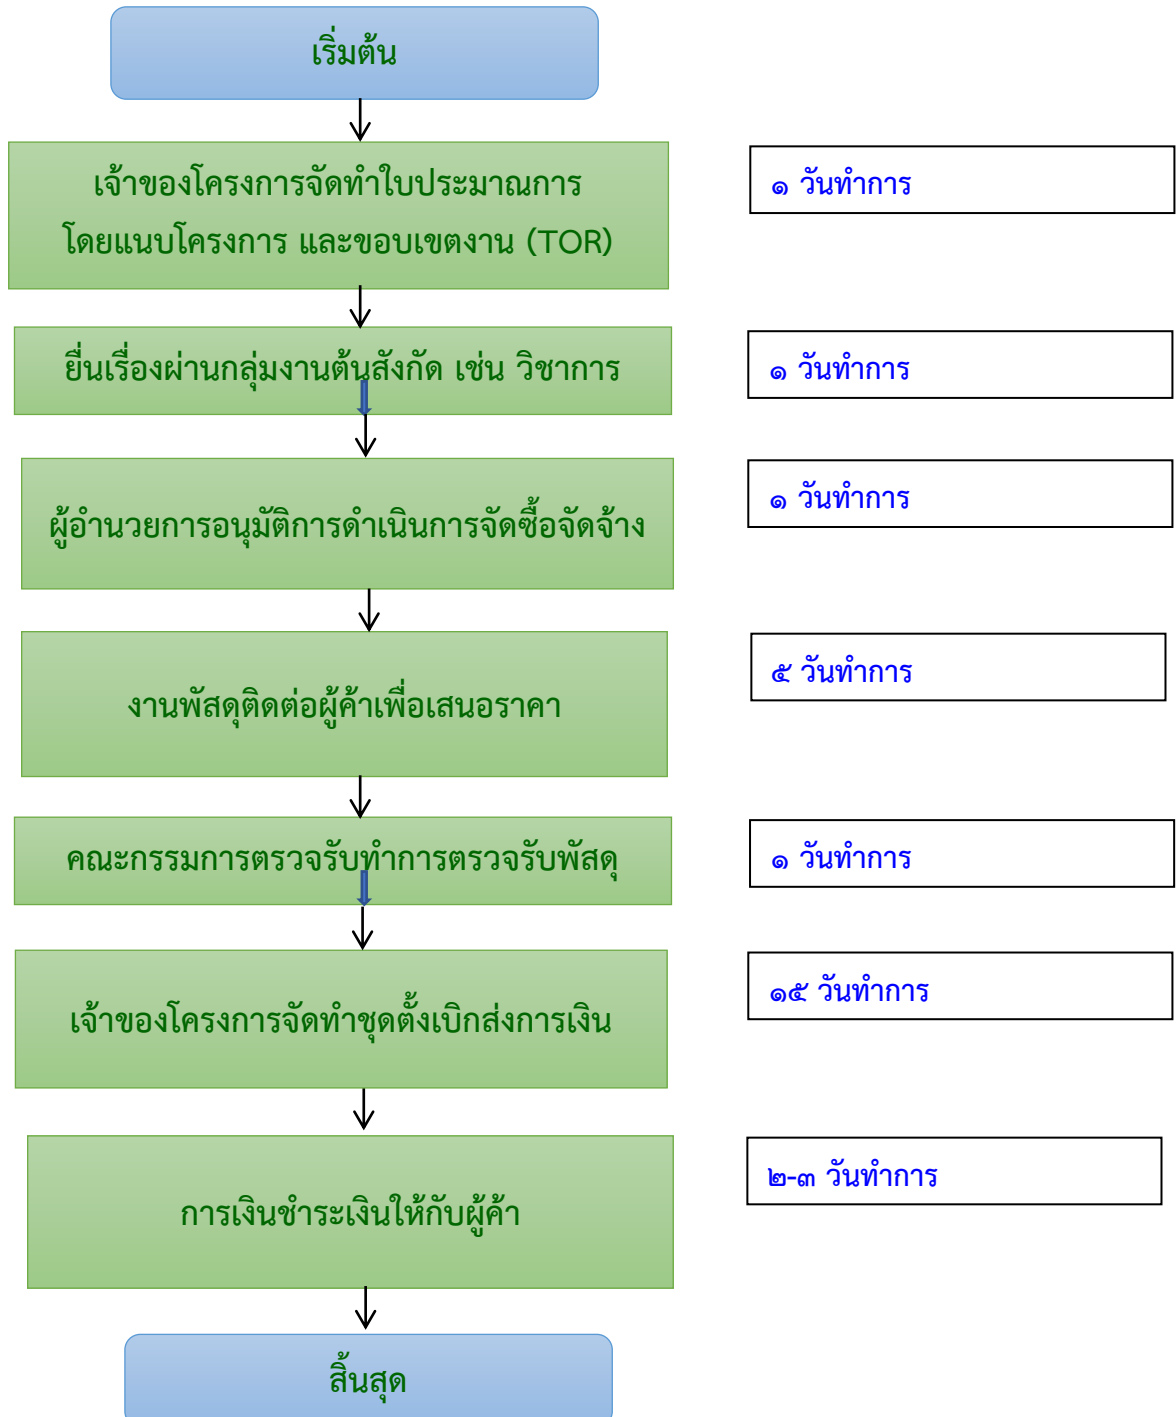 เริ่มต้น
เจ้าของโครงการจัดทำใบประมาณการ
โดยแนบโครงการ และขอบเขตงาน (TOR)
๑ วันทำการ
ยื่นเรื่องผ่านกลุ่มงานต้นสังกัด เช่น วิชาการ
๑ วันทำการ
ผู้อำนวยการอนุมัติการดำเนินการจัดซื้อจัดจ้าง
๑ วันทำการ
งานพัสดุติดต่อผู้ค้าเพื่อเสนอราคา
๕ วันทำการ
คณะกรรมการตรวจรับทำการตรวจรับพัสดุ
๑ วันทำการ
เจ้าของโครงการจัดทำชุดตั้งเบิกส่งการเงิน
๑๕ วันทำการ
การเงินชำระเงินให้กับผู้ค้า
๒-๓ วันทำการ
สิ้นสุด